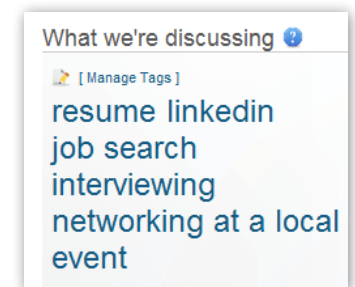 What we're discussing ?
[ Manage Tags ]
resume linkedin
job search
interviewing
networking at a local
event